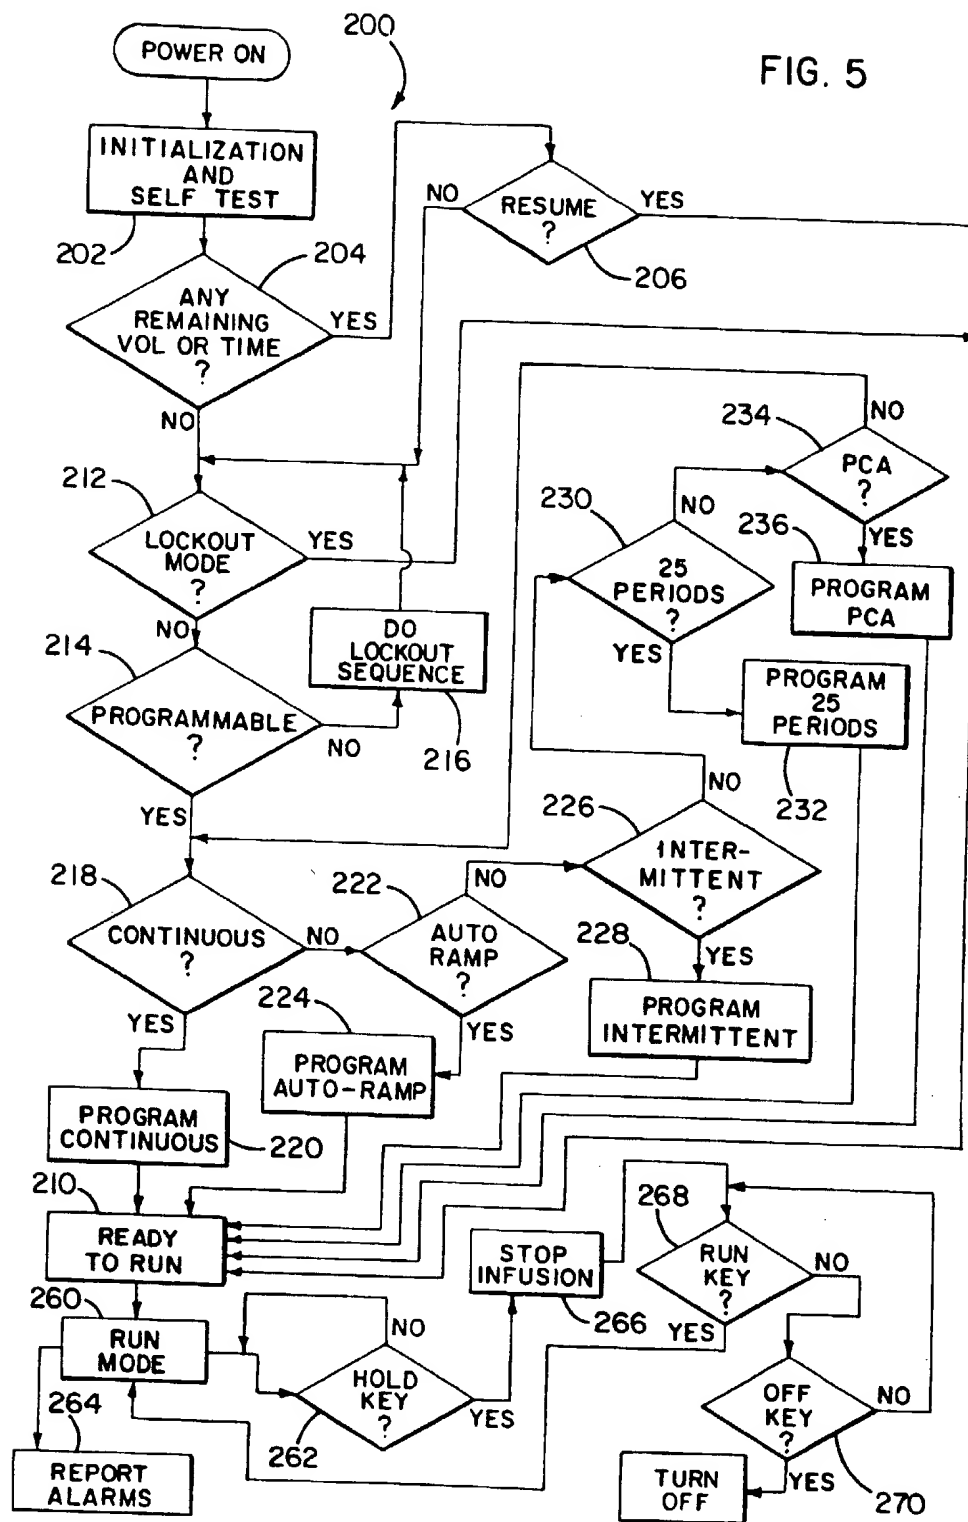 FIG. 5
200
POWER ON
INITIALIZATION
AND
SELF TEST
202
204
ANY
REMAINING
VOL OR TIME
?
YES
NO
NO
RESUME
?
YES
206
212
LOCKOUT
MODE
?
YES
NO
214
PROGRAMMABLE
?
NO
YES
DO
LOCKOUT
SEQUENCE
216
234
NO
PCA
?
YES
236
PROGRAM
PCA
230
NO
25
PERIODS
?
YES
PROGRAM
25
PERIODS
232
226
NO
INTER-
MITTENT
?
YES
228
PROGRAM
INTERMITTENT
218
CONTINUOUS
?
NO
YES
222
NO
AUTO
RAMP
?
YES
224
PROGRAM
AUTO-RAMP
PROGRAM
CONTINUOUS
220
210
READY
TO RUN
260
RUN
MODE
264
REPORT
ALARMS
NO
HOLD
KEY
?
YES
262
STOP
INFUSION
266
268
RUN
KEY
?
NO
YES
OFF
KEY
?
NO
YES
270
TURN
OFF